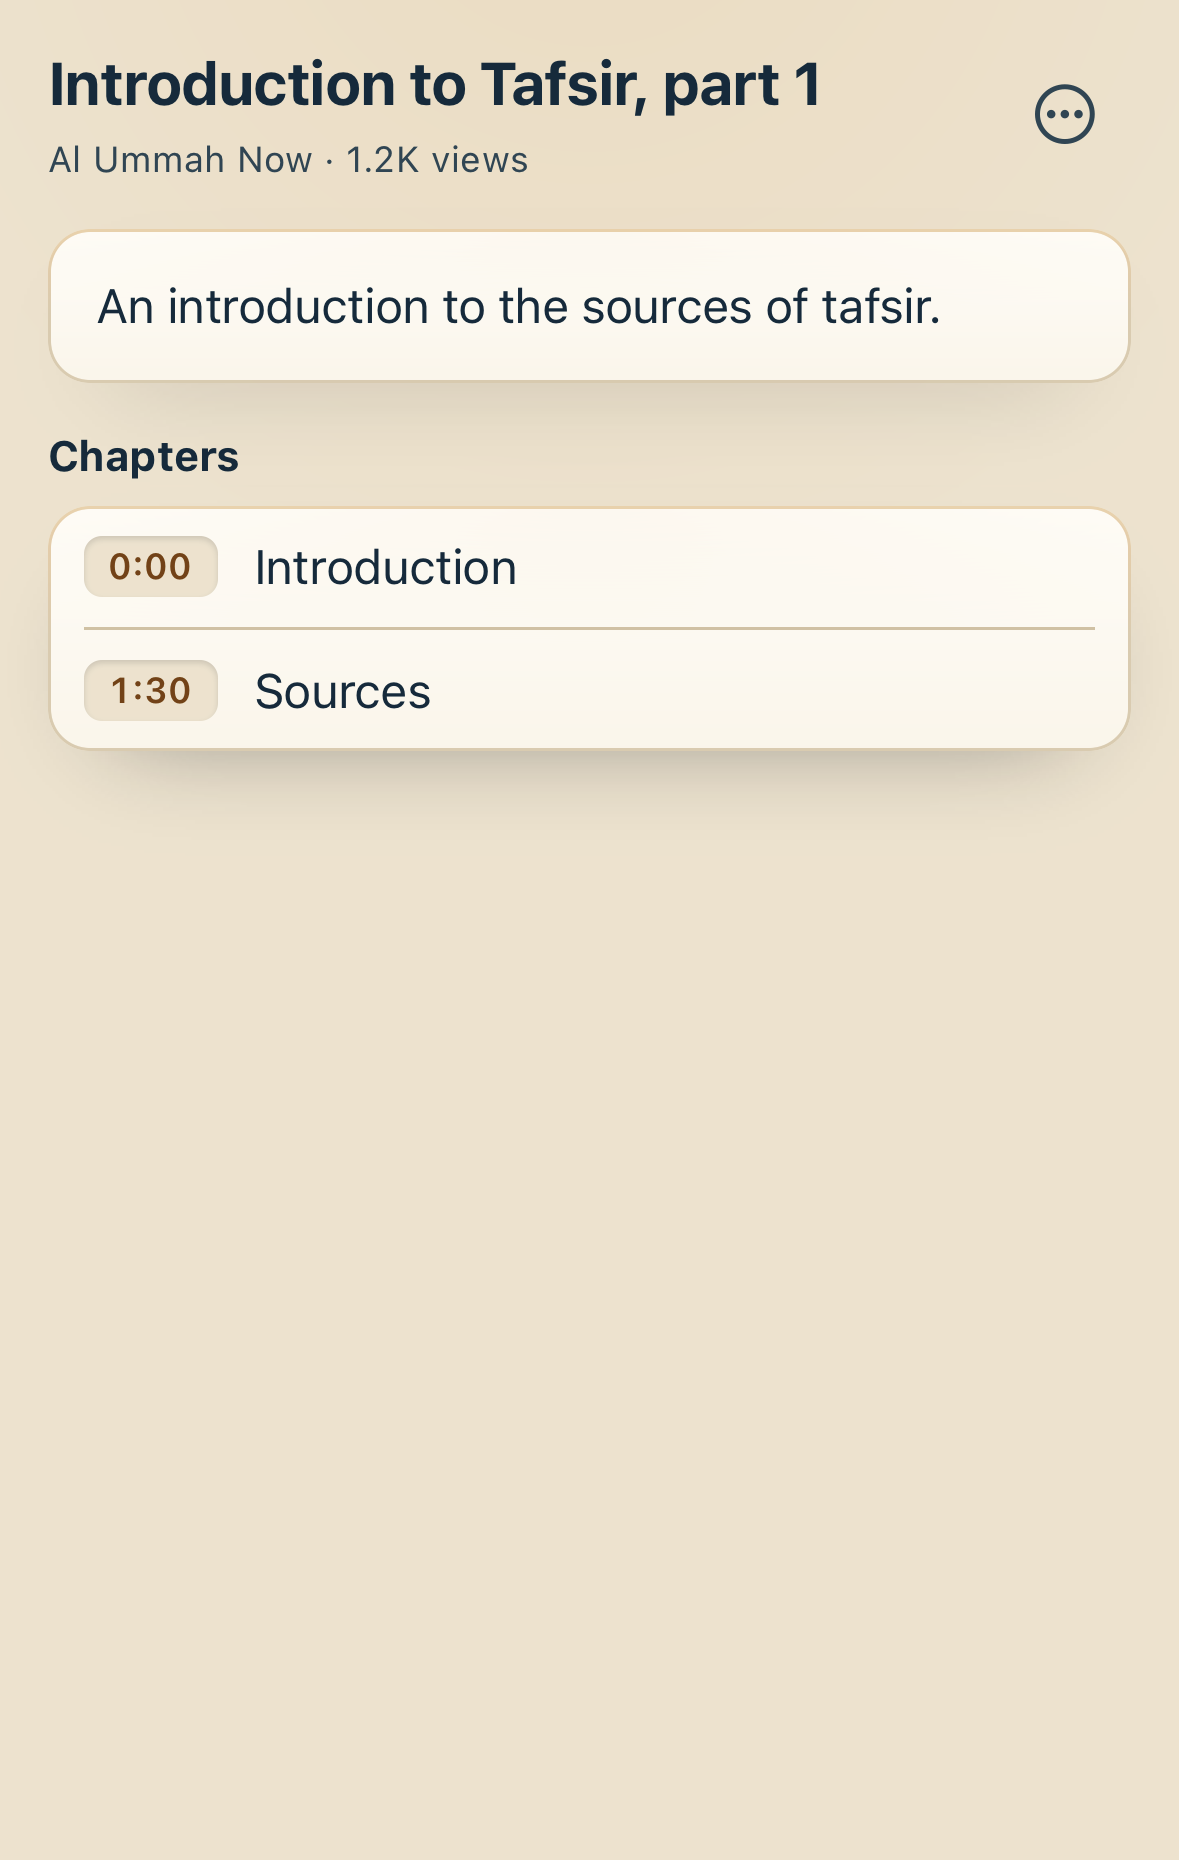 Introduction to Tafsir, part 1
Al Ummah Now · 1.2K views
An introduction to the sources of tafsir.
Chapters
0:00 Introduction
1:30 Sources